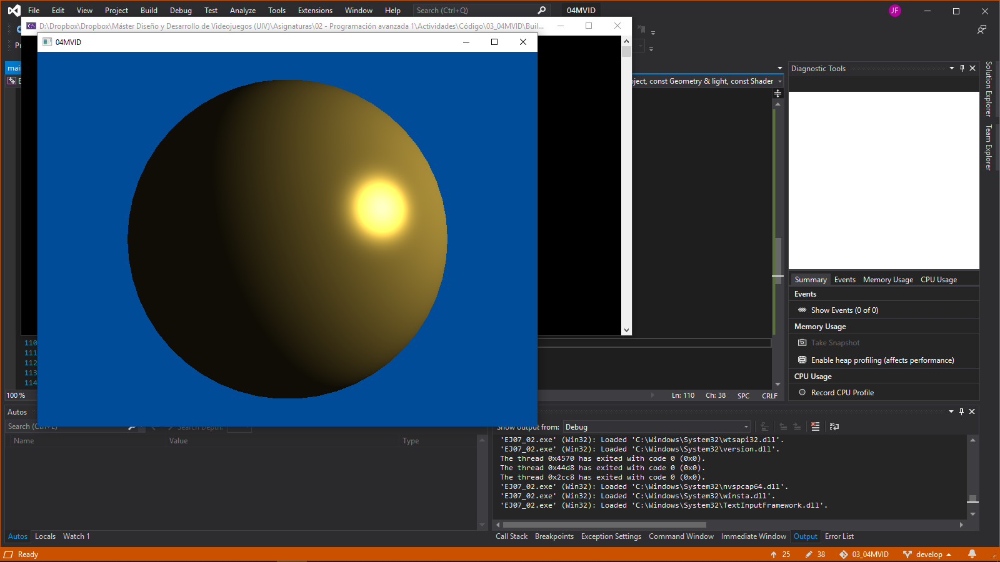 File Edit View Project Build Debug Test Analyze Tools Extensions Window Help Search (Ctrl+Q) 04MVID JF
D:\Dropbox\Dropbox\Máster Diseño y Desarrollo de Videojuegos (UIV)\Asignaturas\02 - Programación avanzada 1\Actividades\Código\03_04MVID\Buil...
04MVID
Diagnostic Tools
Solution Explorer
Team Explorer
ject, const Geometry & light, const Shader
Summary Events Memory Usage CPU Usage
Events
Show Events (0 of 0)
Memory Usage
Take Snapshot
Enable heap profiling (affects performance)
CPU Usage
Record CPU Profile
110
111
112
113
114
100 % Ln: 110 Ch: 38 SPC CRLF
Autos
Search (Ctrl+E) Search Depth:
Name Value Type
Show output from: Debug
'EJ07_02.exe' (Win32): Loaded 'C:\Windows\System32\wtsapi32.dll'.
'EJ07_02.exe' (Win32): Loaded 'C:\Windows\System32\version.dll'.
The thread 0x4570 has exited with code 0 (0x0).
The thread 0x44d8 has exited with code 0 (0x0).
The thread 0x2cc8 has exited with code 0 (0x0).
'EJ07_02.exe' (Win32): Loaded 'C:\Windows\System32\nvspcap64.dll'.
'EJ07_02.exe' (Win32): Loaded 'C:\Windows\System32\winsta.dll'.
'EJ07_02.exe' (Win32): Loaded 'C:\Windows\System32\TextInputFramework.dll'.
Autos Locals Watch 1
Call Stack Breakpoints Exception Settings Command Window Immediate Window Output Error List
Ready 25 38 03_04MVID develop